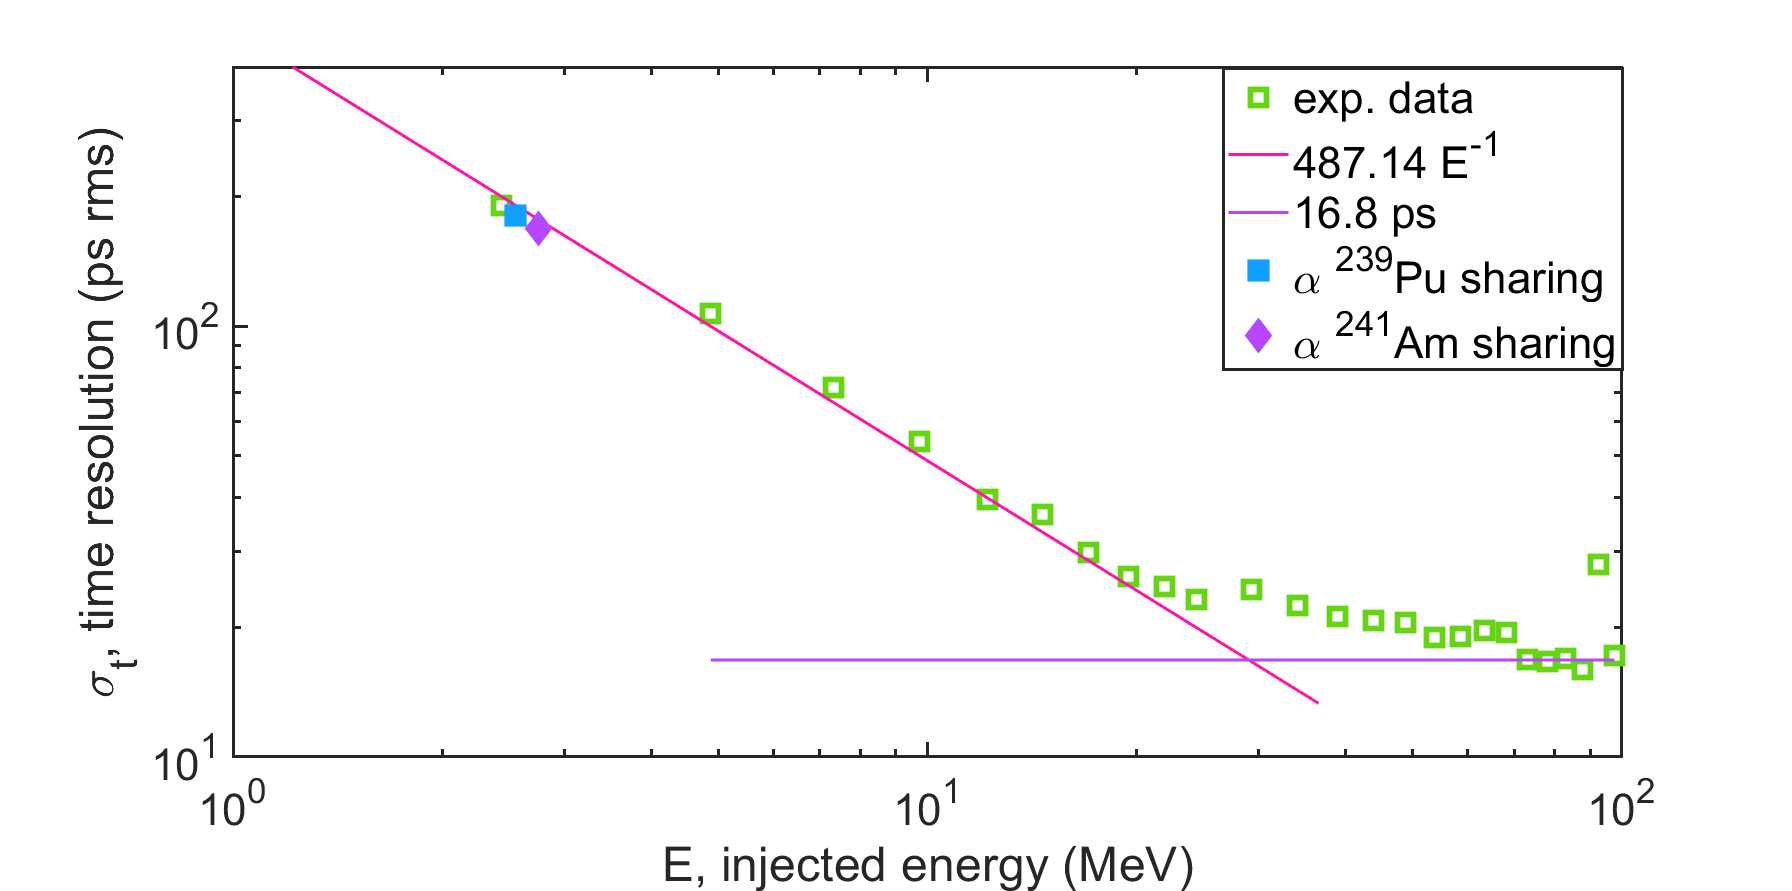 σt, time resolution (ps rms)
10²
10¹
10⁰
10¹
10²
E, injected energy (MeV)
exp. data
487.14 E⁻¹
16.8 ps
α ²³⁹Pu sharing
α ²⁴¹Am sharing